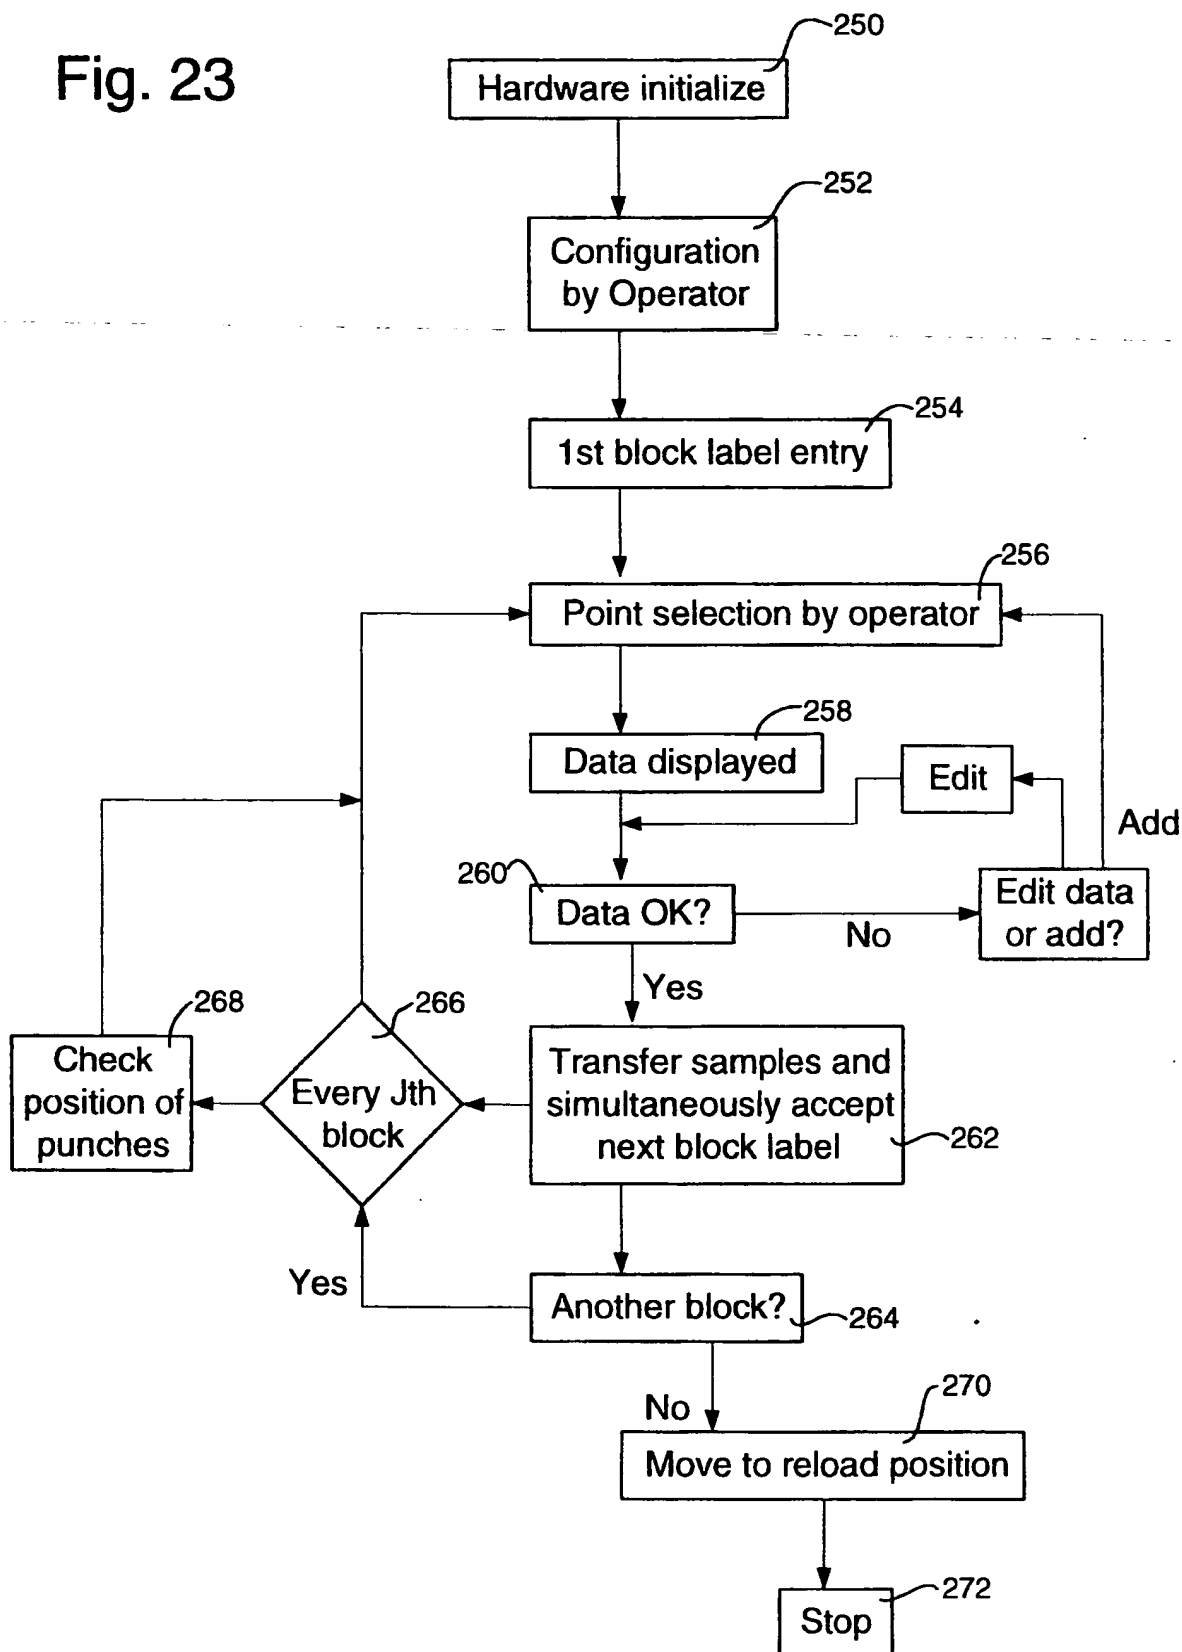 Fig. 23
250
Hardware initialize
252
Configuration
by Operator
254
1st block label entry
256
Point selection by operator
258
Data displayed
Edit
Add
260
Data OK?
No
Edit data
or add?
Yes
268
Check
position of
punches
266
Every Jth
block
Transfer samples and
simultaneously accept
next block label
262
Yes
Another block?
264
No
270
Move to reload position
272
Stop